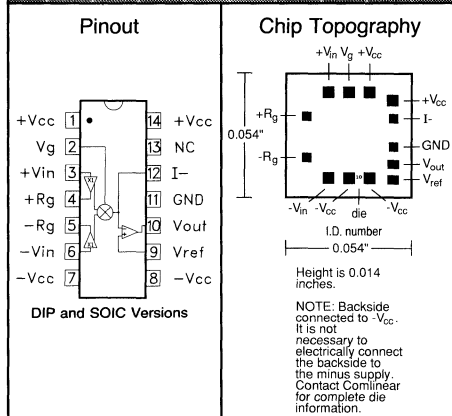 Pinout
+Vcc 1 14 +Vcc
Vg 2 13 NC
+Vin 3 12 I-
+Rg 4 11 GND
-Rg 5 10 Vout
-Vin 6 9 Vref
-Vcc 7 8 -Vcc
X1
X1
DIP and SOIC Versions
Chip Topography
+Vin Vg +Vcc
+Vcc
+Rg
I-
0.054"
GND
-Rg
Vout
Vref
-Vin -Vcc die -Vcc
I.D. number
0.054"
Height is 0.014
inches.
NOTE: Backside
connected to -Vcc.
It is not
necessary to
electrically connect
the backside to
the minus supply.
Contact Comlinear
for complete die
information.